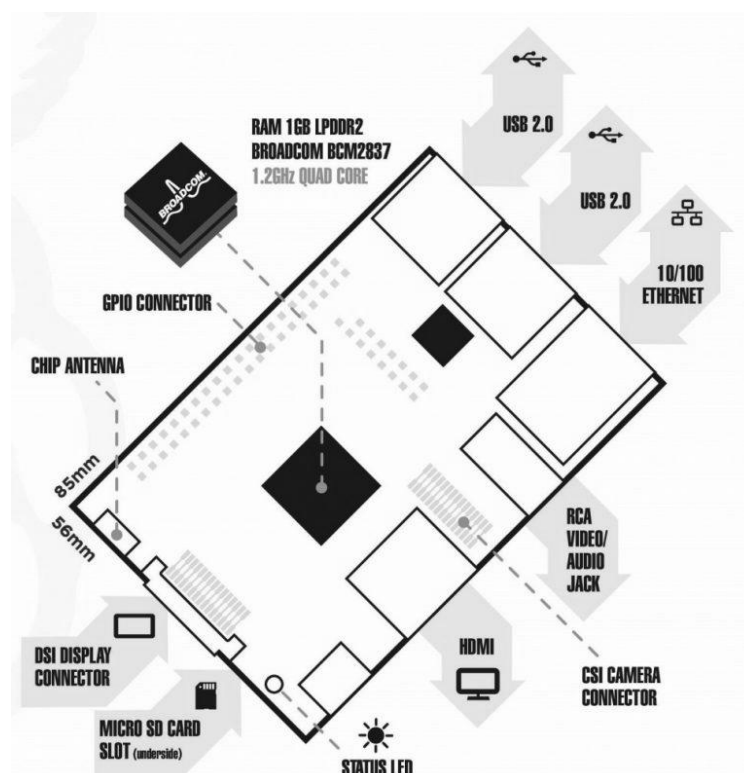 RAM 1GB LPDDR2
BROADCOM BCM2837
1.2GHz QUAD CORE
BROADCOM
USB 2.0
USB 2.0
10/100
ETHERNET
GPIO CONNECTOR
CHIP ANTENNA
85mm
56mm
RCA
VIDEO/
AUDIO
JACK
HDMI
CSI CAMERA
CONNECTOR
DSI DISPLAY
CONNECTOR
MICRO SD CARD
SLOT (underside)
STATUS LED